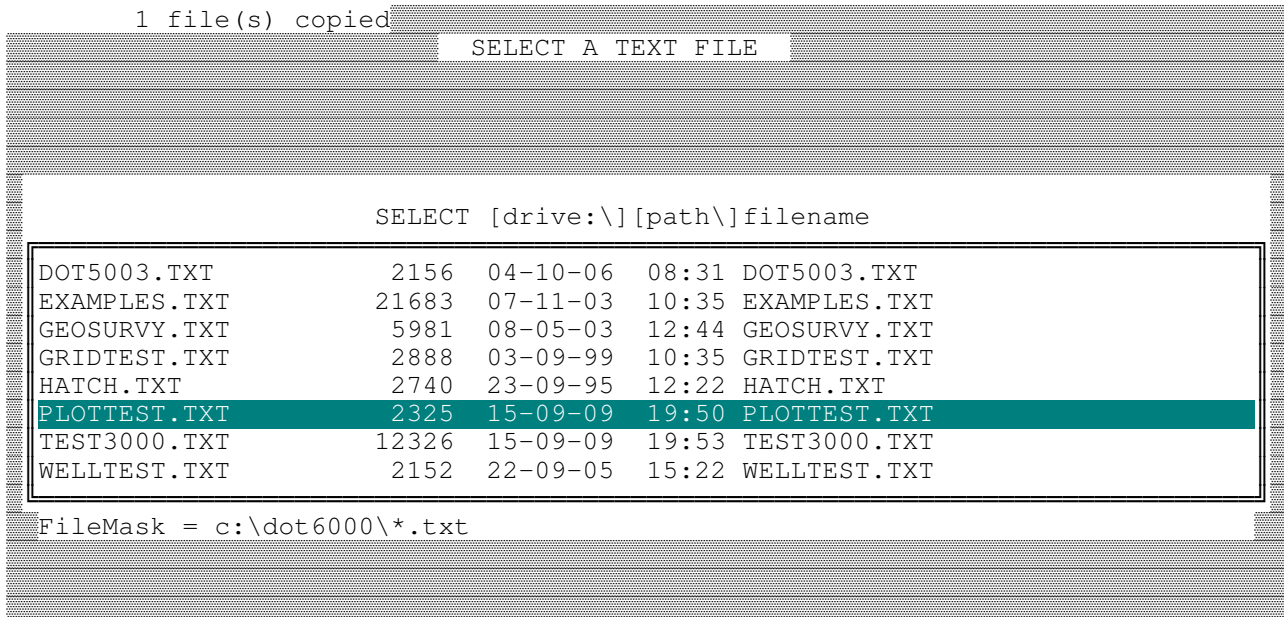 1 file(s) copied
SELECT A TEXT FILE
SELECT [drive:\][path\]filename
DOT5003.TXT 2156 04-10-06 08:31 DOT5003.TXT
EXAMPLES.TXT 21683 07-11-03 10:35 EXAMPLES.TXT
GEOSURVY.TXT 5981 08-05-03 12:44 GEOSURVY.TXT
GRIDTEST.TXT 2888 03-09-99 10:35 GRIDTEST.TXT
HATCH.TXT 2740 23-09-95 12:22 HATCH.TXT
PLOTTEST.TXT 2325 15-09-09 19:50 PLOTTEST.TXT
TEST3000.TXT 12326 15-09-09 19:53 TEST3000.TXT
WELLTEST.TXT 2152 22-09-05 15:22 WELLTEST.TXT
FileMask = c:\dot6000\*.txt